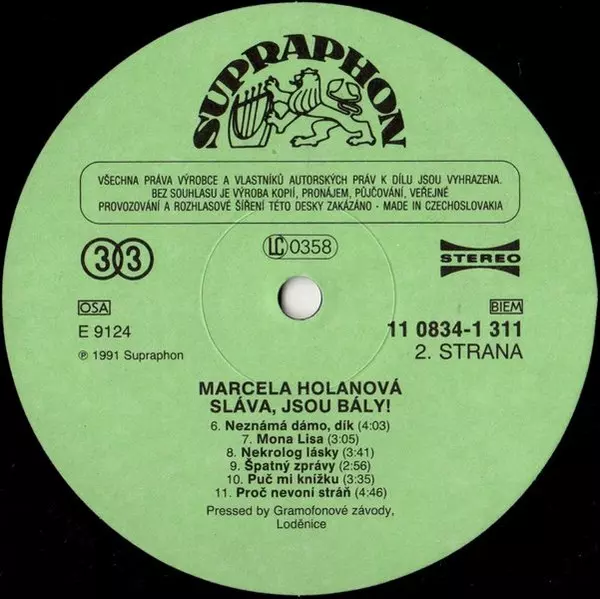 SUPRAPHON
VŠECHNA PRÁVA VÝROBCE A VLASTNÍKŮ AUTORSKÝCH PRÁV K DÍLU JSOU VYHRAZENA.
BEZ SOUHLASU JE VÝROBA KOPIÍ, PRONÁJEM, PŮJČOVÁNÍ, VEŘEJNÉ
PROVOZOVÁNÍ A ROZHLASOVÉ ŠÍŘENÍ TÉTO DESKY ZAKÁZÁNO - MADE IN CZECHOSLOVAKIA
33
LC 0358
STEREO
OSA
BIEM
E 9124
11 0834-1 311
℗ 1991 Supraphon
2. STRANA
MARCELA HOLANOVÁ
SLÁVA, JSOU BÁLY!
6. Neznámá dámo, dík (4:03)
7. Mona Lisa (3:05)
8. Nekrolog lásky (3:41)
9. Špatný zprávy (2:56)
10. Puč mi knížku (3:35)
11. Proč nevoní stráň (4:46)
Pressed by Gramofonové závody,
Loděnice